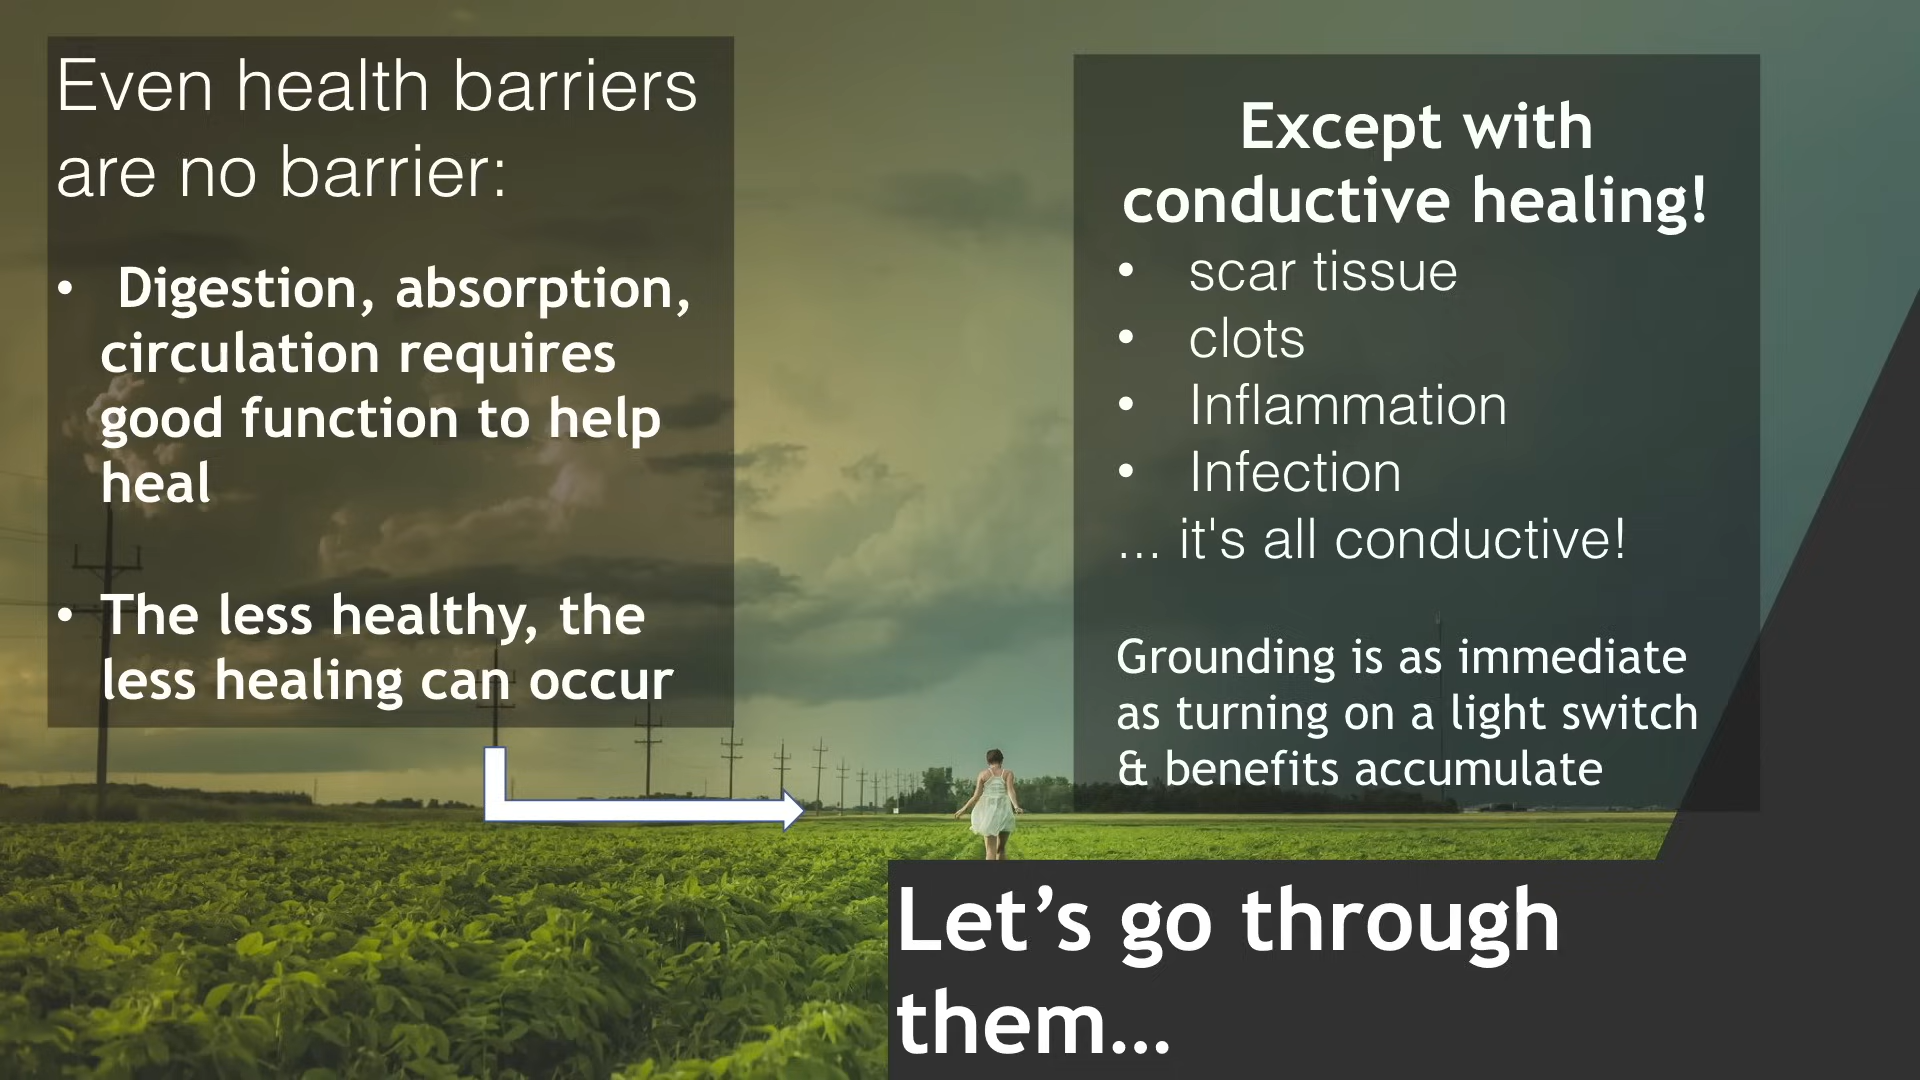 Even health barriers
are no barrier:
• Digestion, absorption,
circulation requires
good function to help
heal
• The less healthy, the
less healing can occur
Except with
conductive healing!
• scar tissue
• clots
• Inflammation
• Infection
... it's all conductive!
Grounding is as immediate
as turning on a light switch
& benefits accumulate
Let’s go through
them…